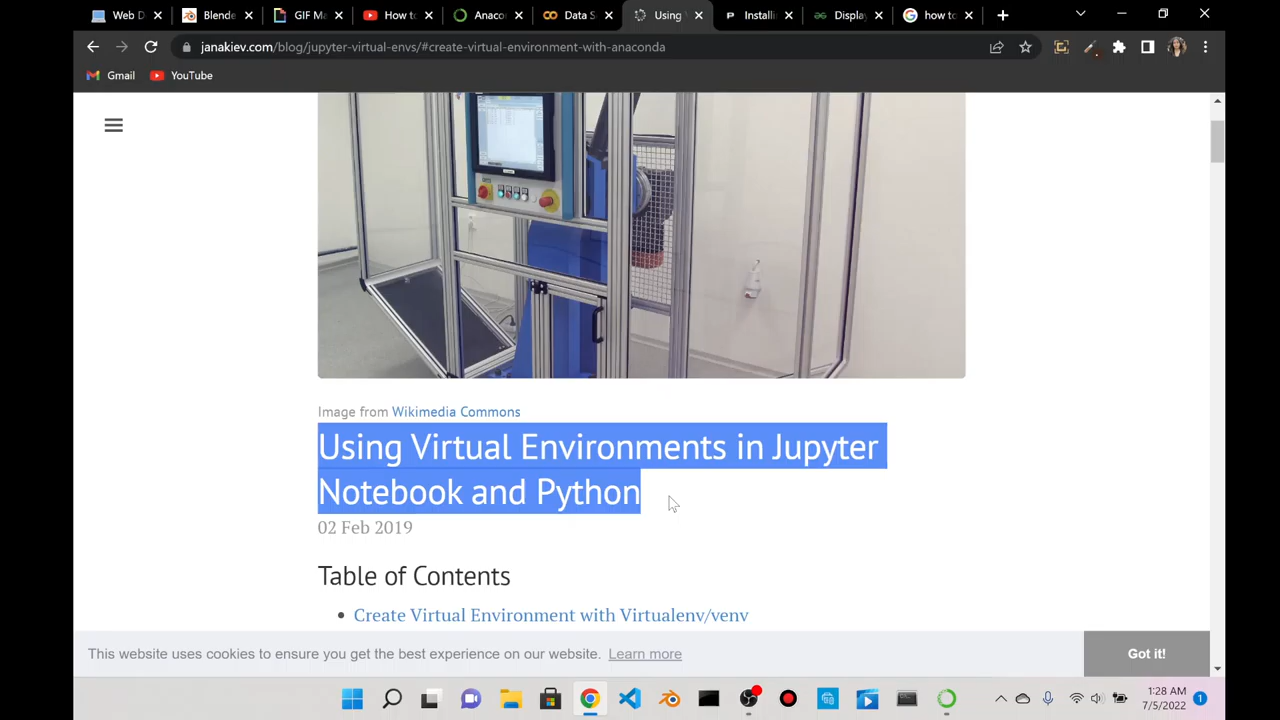 Web D
Blende
GIF Ma
How to
Anaco
Data S
Using
Installi
Display
how to
janakiev.com/blog/jupyter-virtual-envs/#create-virtual-environment-with-anaconda
Gmail
YouTube
Image from Wikimedia Commons
Using Virtual Environments in Jupyter
Notebook and Python
02 Feb 2019
Table of Contents
Create Virtual Environment with Virtualenv/venv
This website uses cookies to ensure you get the best experience on our website. Learn more
Got it!
1:28 AM
7/5/2022
1